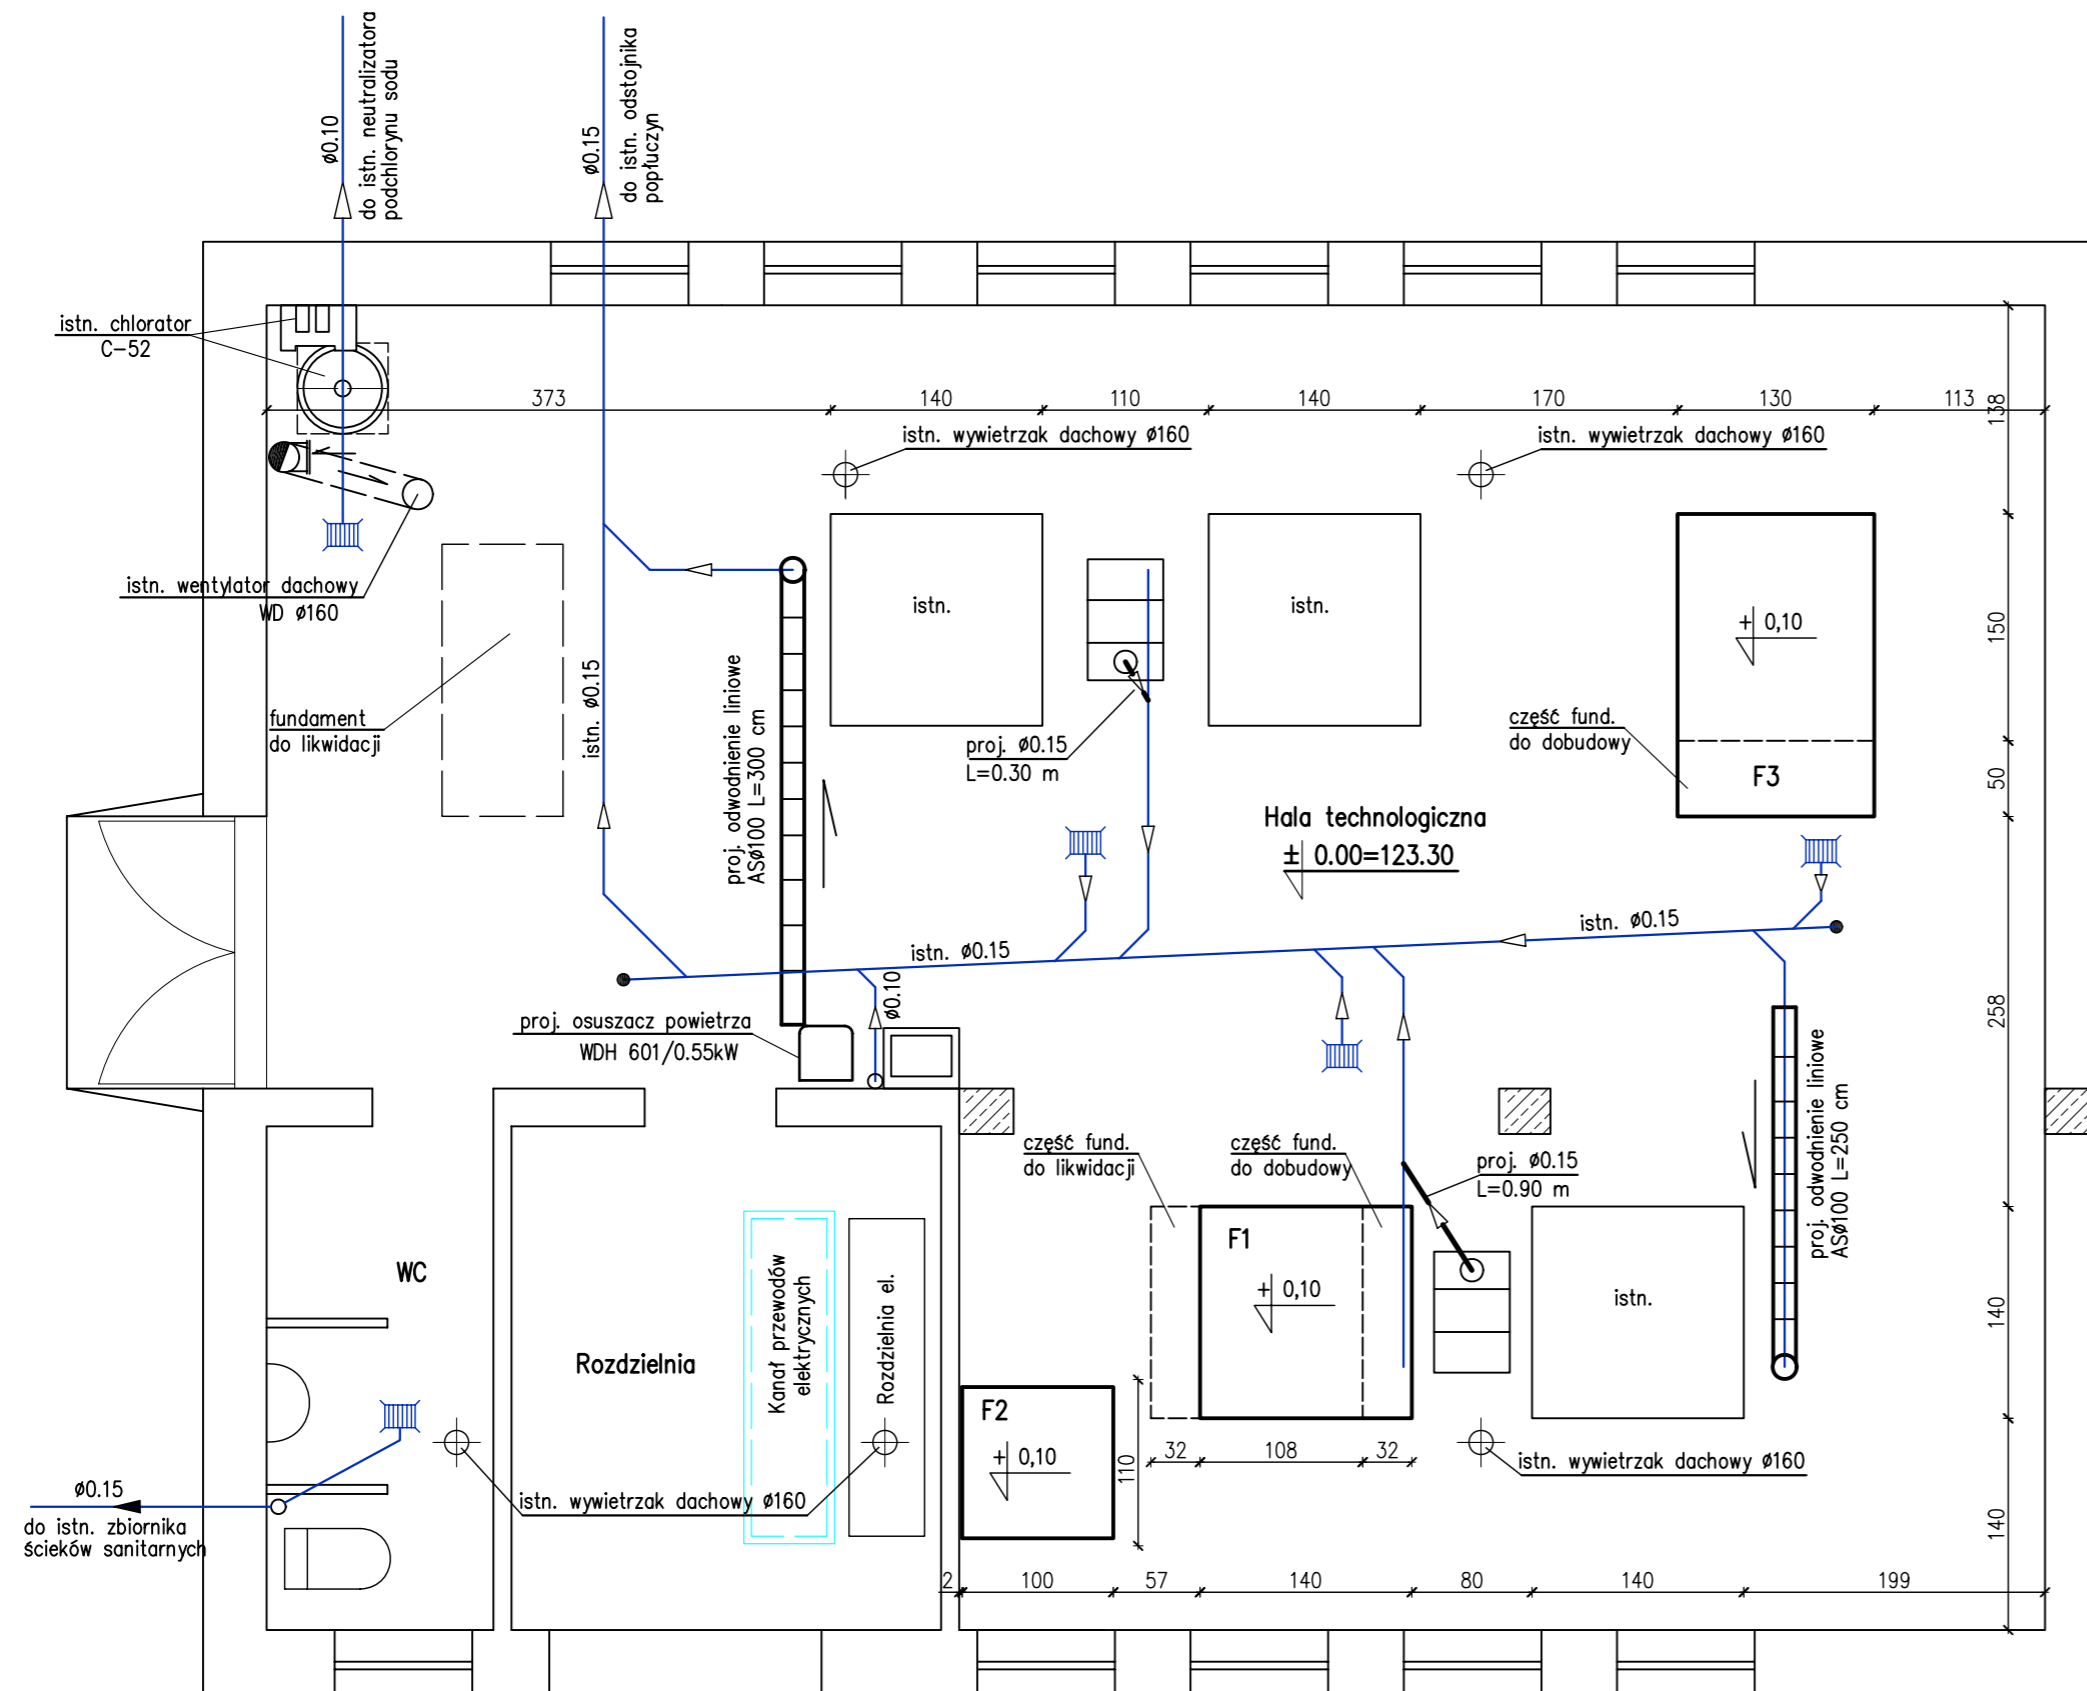 ø0.10
do istn. neutralizatora
podchlorynu sodu
ø0.15
do istn. odstojnika
popłuczyn
istn. chlorator
C-52
373
140
110
140
170
130
113
138
istn. wywietrzak dachowy ø160
istn. wywietrzak dachowy ø160
istn. wentylator dachowy
WD ø160
istn.
istn.
+ 0,10
150
fundament
do likwidacji
istn. ø0.15
proj. odwodnienie liniowe
ASø100 L=300 cm
proj. ø0.15
L=0.30 m
część fund.
do dobudowy
F3
50
Hala technologiczna
± 0.00=123.30
istn. ø0.15
istn. ø0.15
ø0.10
proj. osuszacz powietrza
WDH 601/0.55kW
258
proj. odwodnienie liniowe
ASø100 L=250 cm
część fund.
do likwidacji
część fund.
do dobudowy
proj. ø0.15
L=0.90 m
F1
+ 0,10
istn.
140
WC
Rozdzielnia
Kanał przewodów
elektrycznych
Rozdzielnia el.
F2
+ 0,10
110
32
108
32
istn. wywietrzak dachowy ø160
istn. wywietrzak dachowy ø160
ø0.15
do istn. zbiornika
ścieków sanitarnych
140
2
100
57
140
80
140
199